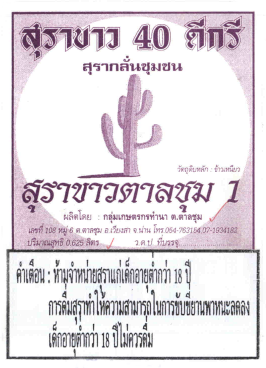 สุราขาว 40 ดีกรี
สุรากลั่นชุมชน
วัตถุดิบหลัก : ข้าวเหนียว
สุราขาวตาลชุม 1
ผลิตโดย : กลุ่มเกษตรกรทำนา ต.ตาลชุม
เลขที่ 108 หมู่ 6 ต.ตาลชุม อ.เวียงสา จ.น่าน โทร.054-763154,07-1834182
ปริมาณสุทธิ 0.625 ลิตร ว.ด.ป. ที่บรรจุ
คำเตือน : ห้ามจำหน่ายสุราแก่เด็กอายุต่ำกว่า 18 ปี
การดื่มสุราทำให้ความสามารถในการขับขี่ยานพาหนะลดลง
เด็กอายุต่ำกว่า 18 ปีไม่ควรดื่ม